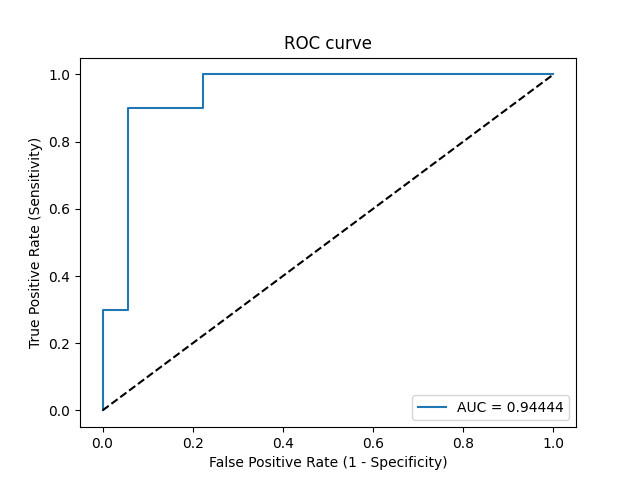 ROC curve
True Positive Rate (Sensitivity)
1.0
0.8
0.6
0.4
0.2
0.0
AUC = 0.94444
0.0 0.2 0.4 0.6 0.8 1.0
False Positive Rate (1 - Specificity)